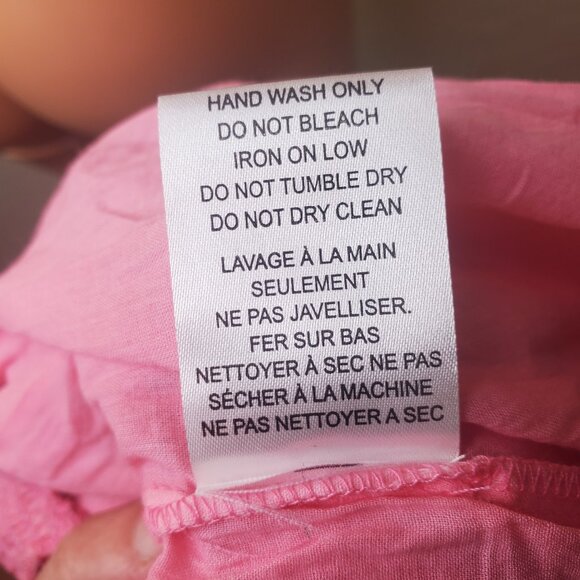 HAND WASH ONLY
DO NOT BLEACH
IRON ON LOW
DO NOT TUMBLE DRY
DO NOT DRY CLEAN
LAVAGE À LA MAIN
SEULEMENT
NE PAS JAVELLISER.
FER SUR BAS
NETTOYER À SEC NE PAS
SÉCHER À LA MACHINE
NE PAS NETTOYER A SEC